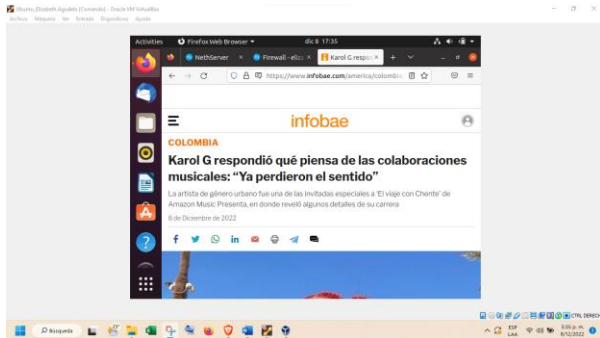 Ubuntu_Elizabeth Agudelo [Corriendo] - Oracle VM VirtualBox
Archivo Máquina Ver Entrada Dispositivos Ayuda
Activities Firefox Web Browser dic 8 17:35
NethServer
Firewall - eliz
Karol G respon
https://www.infobae.com/america/colombia
infobae
COLOMBIA
Karol G respondió qué piensa de las colaboraciones
musicales: “Ya perdieron el sentido”
La artista de género urbano fue una de las invitadas especiales a ‘El viaje con Chente’ de
Amazon Music Presenta, en donde reveló algunos detalles de su carrera
8 de Diciembre de 2022
CTRL DERECH
Búsqueda
ESP
LAA
8/12/2022